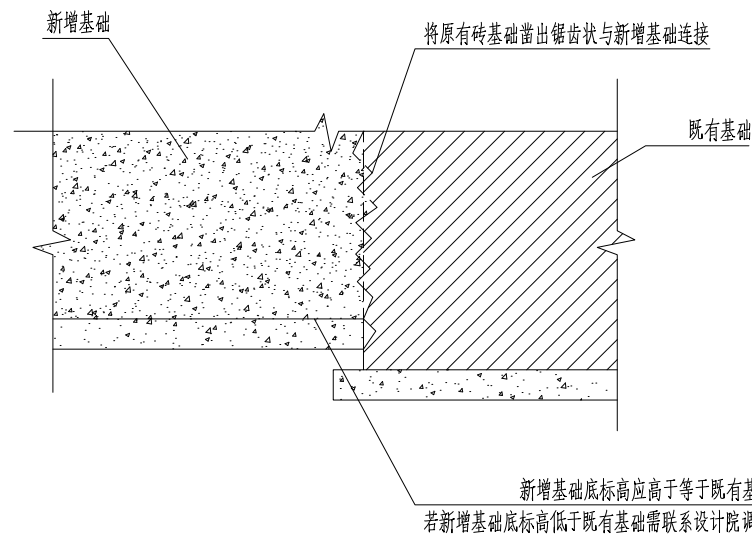 新增基础
将原有砖基础凿出锯齿状与新增基础连接
既有基础
新增基础底标高应高于等于既有基
若新增基础底标高低于既有基础需联系设计院调